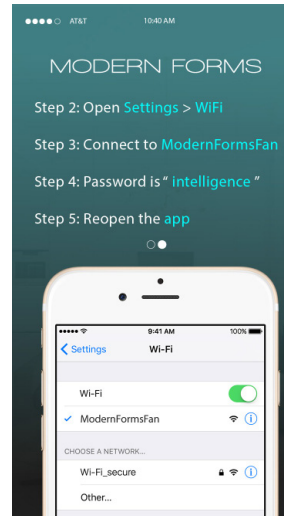 AT&T 10:40 AM
MODERN FORMS
Step 2: Open Settings > WiFi
Step 3: Connect to ModernFormsFan
Step 4: Password is “ intelligence ”
Step 5: Reopen the app
9:41 AM 100%
Settings Wi-Fi
Wi-Fi
ModernFormsFan
CHOOSE A NETWORK...
Wi-Fi_secure
Other...